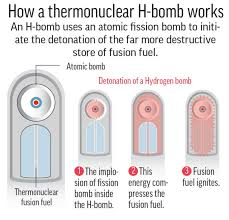 How a thermonuclear H-bomb works
An H-bomb uses an atomic fission bomb to initi-
ate the detonation of the far more destructive
store of fusion fuel.
Atomic bomb
Detonation of a Hydrogen bomb
Thermonuclear
fusion fuel
1 The implo-
sion of fission
bomb inside
the H-bomb.
2 This
energy com-
presses the
fusion fuel.
3 Fusion
fuel ignites.